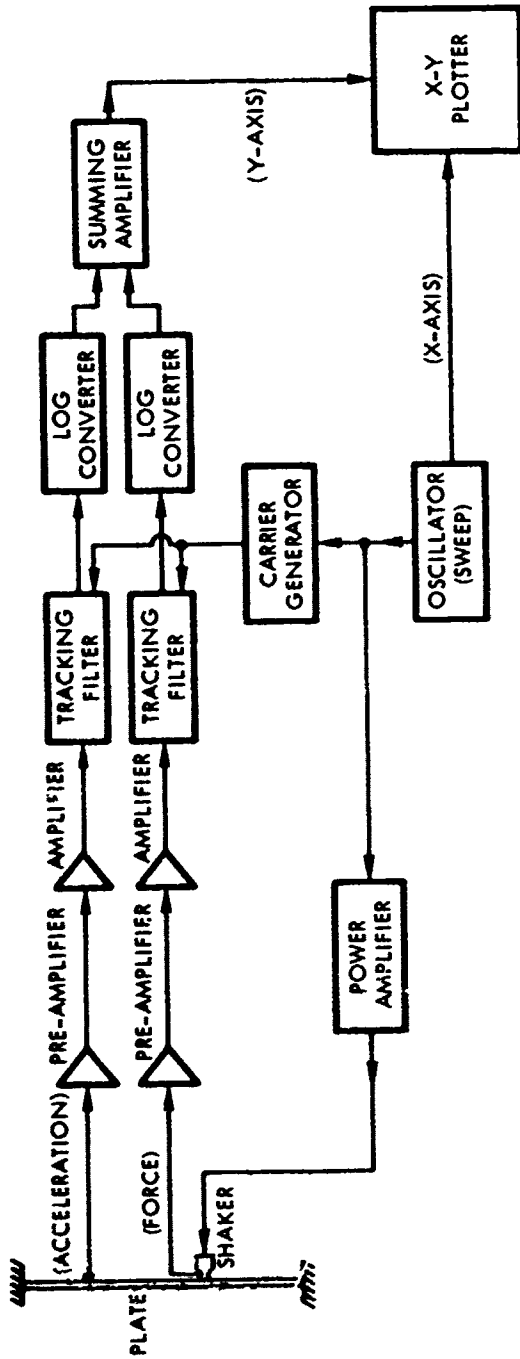 PLATE
(ACCELERATION)
(FORCE)
SHAKER
PRE-AMPLIFIER
PRE-AMPLIFIER
AMPLIFIER
AMPLIFIER
TRACKING
FILTER
TRACKING
FILTER
LOG
CONVERTER
LOG
CONVERTER
SUMMING
AMPLIFIER
(Y-AXIS)
CARRIER
GENERATOR
POWER
AMPLIFIER
OSCILLATOR
(SWEEP)
(X-AXIS)
X-Y
PLOTTER